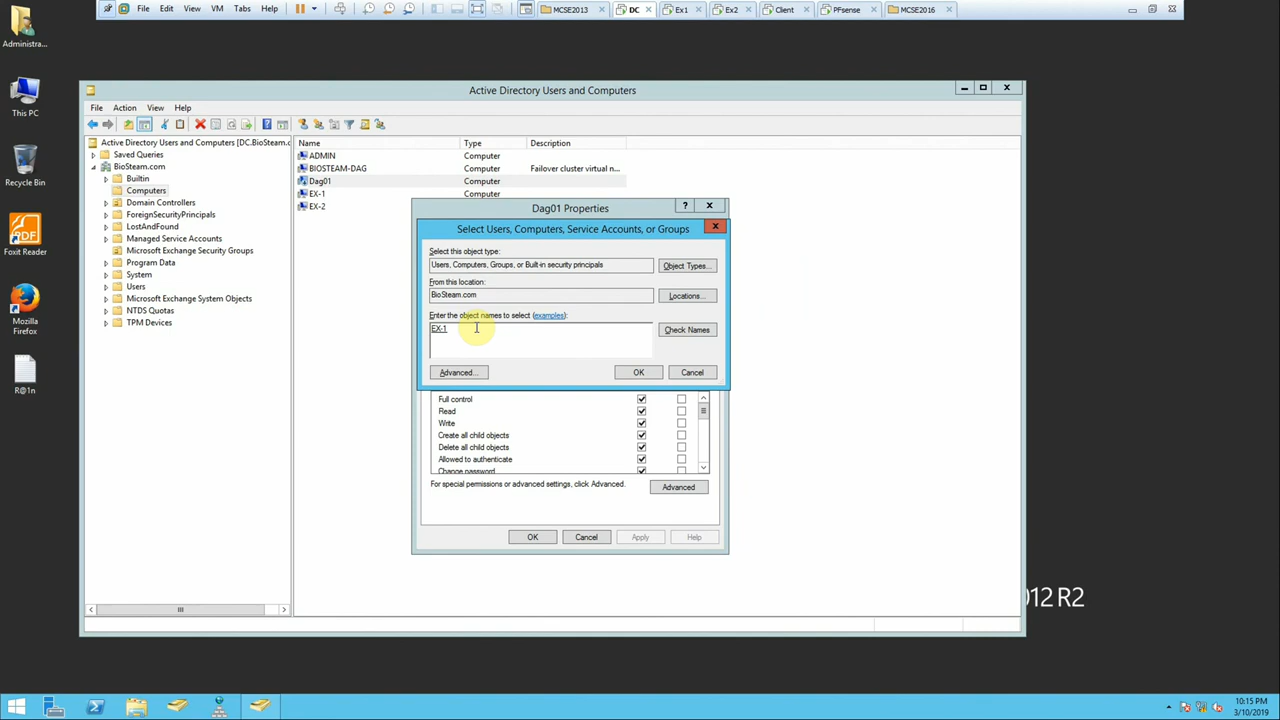 File Edit View VM Tabs Help MCSE2013 DC Ex1 Ex2 Client PFsense MCSE2016
Administra...
This PC
Recycle Bin
Foxit Reader
Mozilla
Firefox
R@1n
Active Directory Users and Computers
File Action View Help
Active Directory Users and Computers [DC.BioSteam.c
Saved Queries
BioSteam.com
Builtin
Computers
Domain Controllers
ForeignSecurityPrincipals
LostAndFound
Managed Service Accounts
Microsoft Exchange Security Groups
Program Data
System
Users
Microsoft Exchange System Objects
NTDS Quotas
TPM Devices
Name Type Description
ADMIN Computer
BIOSTEAM-DAG Computer Failover cluster virtual n...
Dag01 Computer
EX-1 Computer
EX-2 Computer
Dag01 Properties
Select Users, Computers, Service Accounts, or Groups
Select this object type:
Users, Computers, Groups, or Built-in security principals
Object Types...
From this location:
BioSteam.com
Locations...
Enter the object names to select (examples):
EX-1
Check Names
Advanced... OK Cancel
Full control
Read
Write
Create all child objects
Delete all child objects
Allowed to authenticate
Change password
For special permissions or advanced settings, click Advanced.
Advanced
OK Cancel Apply Help
012 R2
10:15 PM
3/10/2019